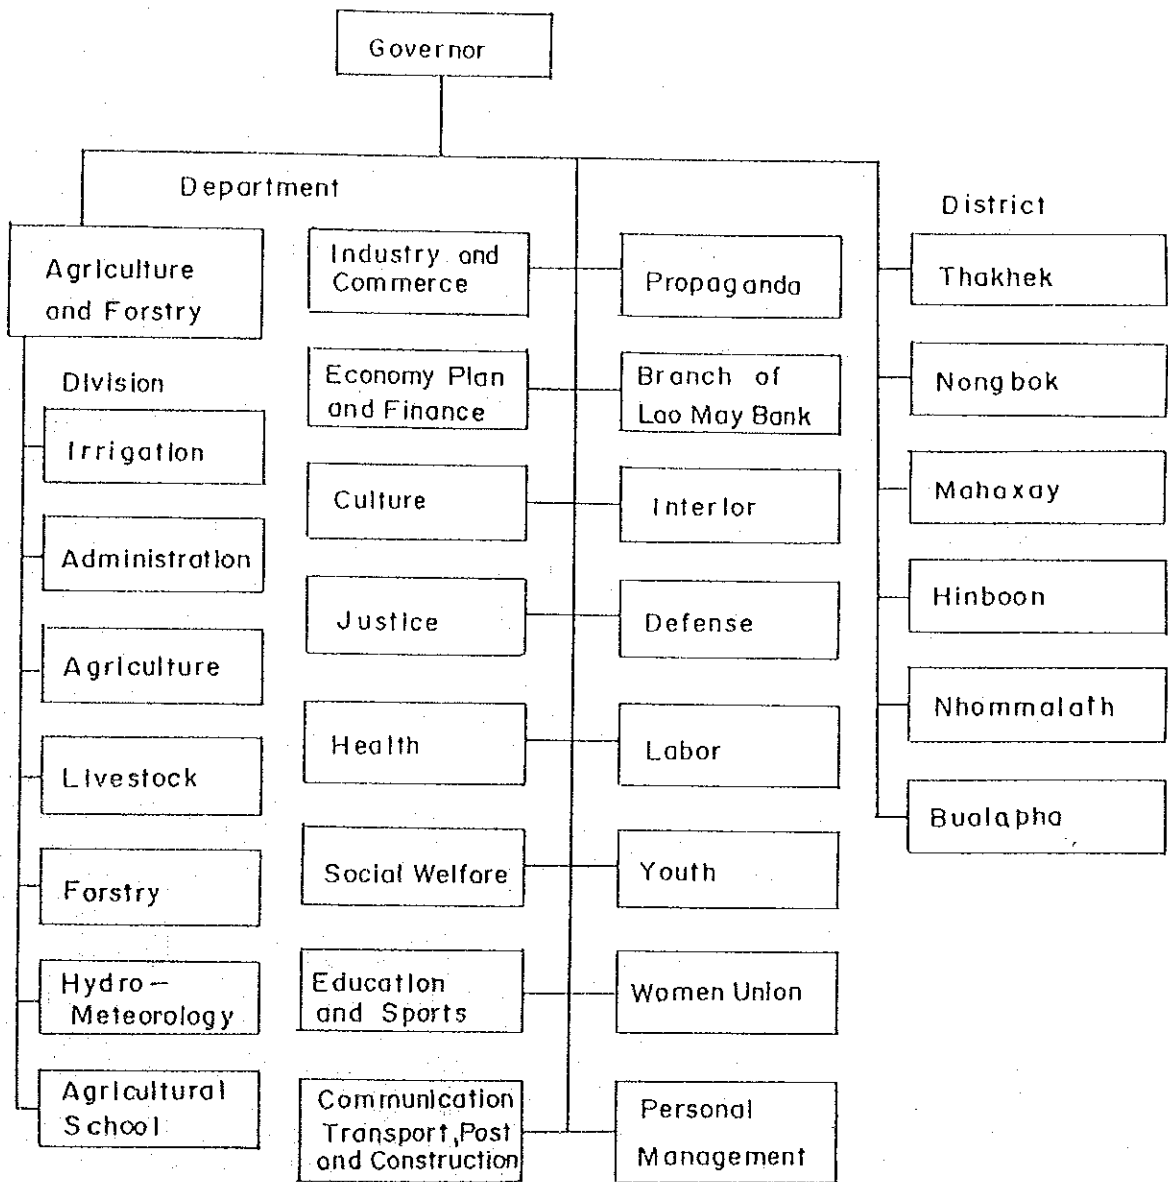 Governor
Department
District
Agriculture
and Forstry
Division
Irrigation
Administration
Agriculture
Livestock
Forstry
Hydro-
Meteorology
Agricultural
School
Industry and
Commerce
Economy Plan
and Finance
Culture
Justice
Health
Social Welfare
Education
and Sports
Communication
Transport, Post
and Construction
Propaganda
Branch of
Lao May Bank
Interior
Defense
Labor
Youth
Women Union
Personal
Management
Thakhek
Nongbok
Mahaxay
Hinboon
Nhommalath
Bualapha